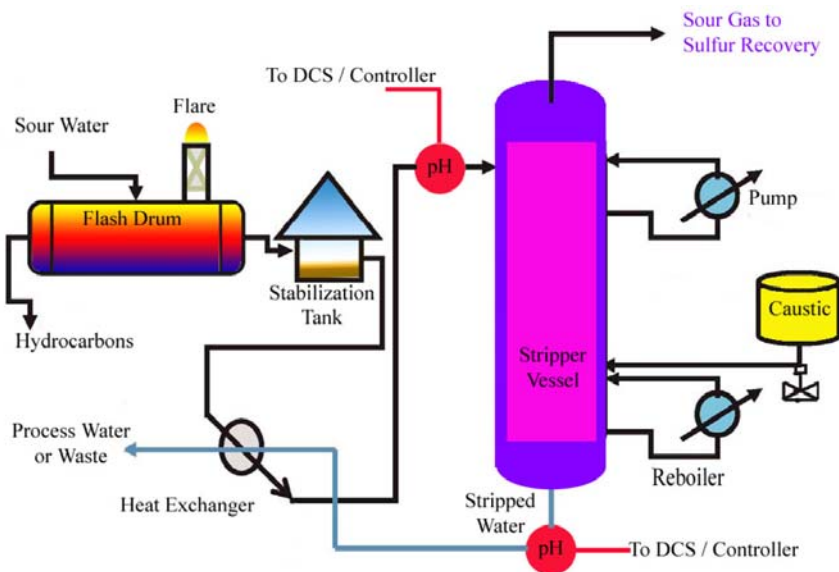 Sour Gas to
Sulfur Recovery
To DCS / Controller
Flare
Sour Water
pH
Pump
Flash Drum
Stabilization
Tank
Hydrocarbons
Caustic
Stripper
Vessel
Process Water
or Waste
Reboiler
Heat Exchanger
Stripped
Water
pH
To DCS / Controller